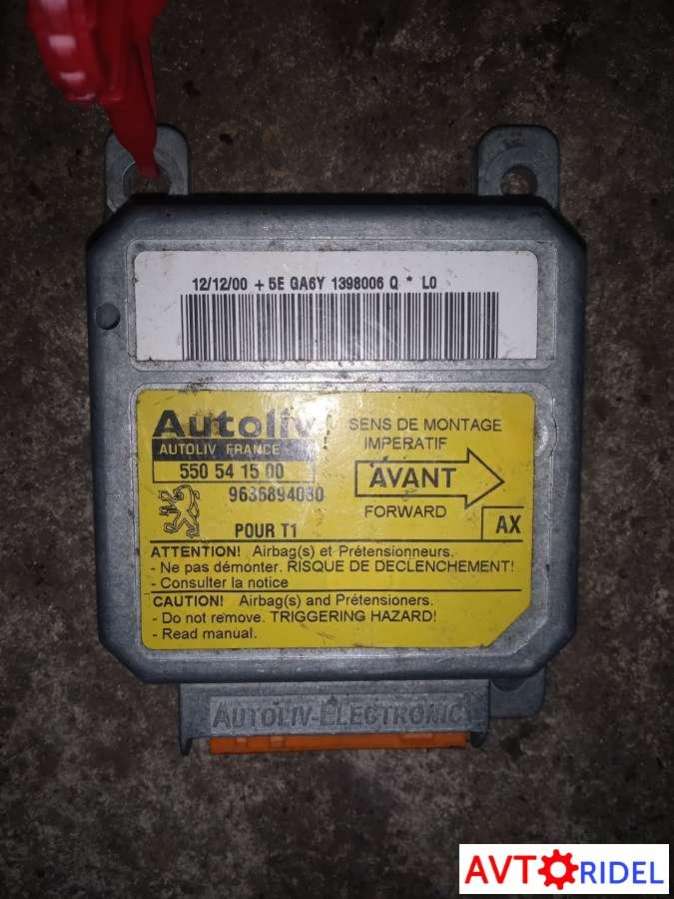 12/12/00 + 5E GA6Y 1398006 Q * L0
Autoliv
AUTOLIV FRANCE
550 54 15 00
9636894080
POUR T1
SENS DE MONTAGE
IMPERATIF
AVANT
FORWARD
AX
ATTENTION! Airbag(s) et Prétensionneurs.
- Ne pas démonter. RISQUE DE DECLENCHEMENT!
- Consulter la notice
CAUTION! Airbag(s) and Prétensioners.
- Do not remove. TRIGGERING HAZARD!
- Read manual.
AUTOLIV-ELECTRONIC
AVTORIDEL